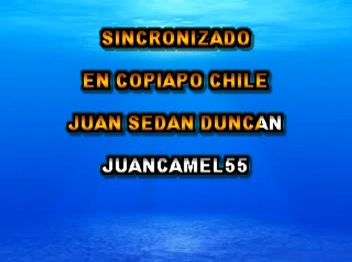 SINCRONIZADO
EN COPIAPO CHILE
JUAN SEDAN DUNCAN
JUANCAMEL55